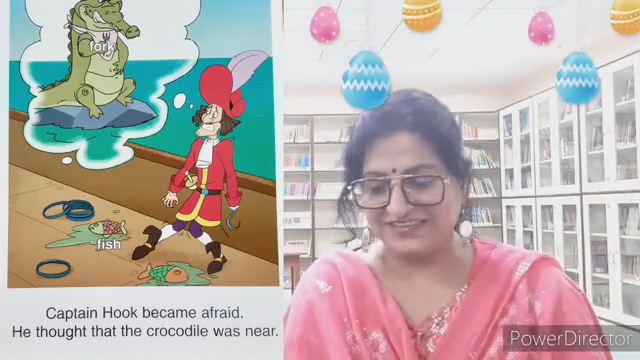 fork
fish
Captain Hook became afraid.
He thought that the crocodile was near.
PowerDirector